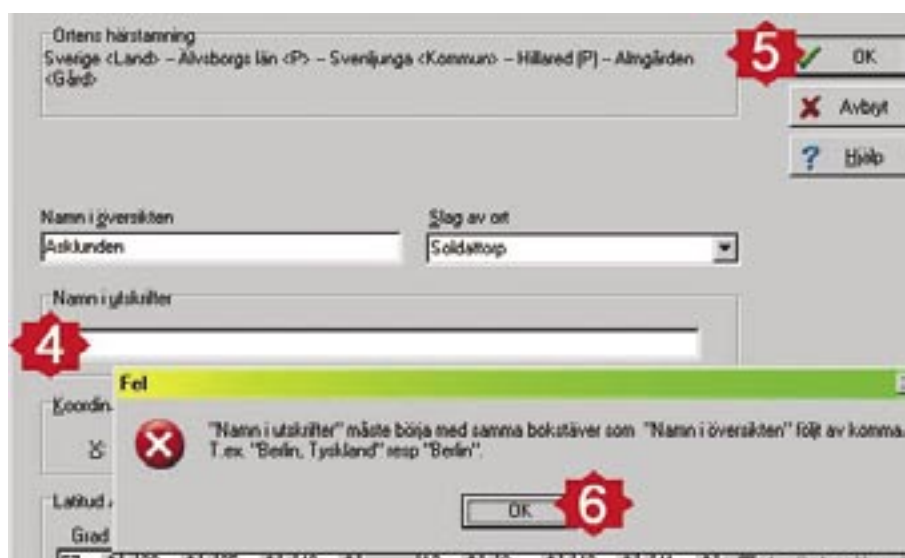 Ortens härstamning
Sverige <Land> – Älvsborgs län <P> – Svenljunga <Kommun> – Hillared (P) – Almgården
<Gård>
5
OK
Avbryt
Hjälp
Namn i översikten
Slag av ort
Asklunden
Soldattorp
Namn i utskrifter
4
Fel
Koordin
"Namn i utskrifter" måste börja med samma bokstäver som "Namn i översikten" följt av komma.
X:
T.ex. "Berlin, Tyskland" resp "Berlin".
Latitud
OK
6
Grad